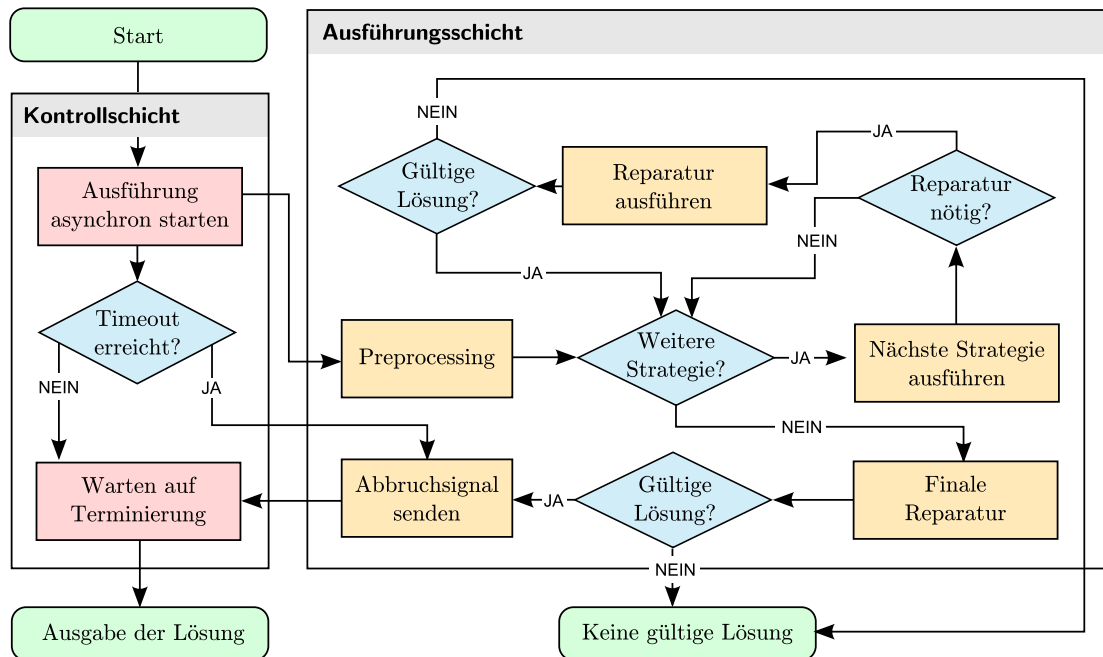 Start
Ausführungsschicht
Kontrollschicht
Ausführung
asynchron starten
Timeout
erreicht?
NEIN
JA
Warten auf
Terminierung
Ausgabe der Lösung
NEIN
Gültige
Lösung?
JA
Reparatur
ausführen
JA
Reparatur
nötig?
NEIN
Preprocessing
Weitere
Strategie?
JA
Nächste Strategie
ausführen
NEIN
Abbruchsignal
senden
JA
Gültige
Lösung?
Finale
Reparatur
NEIN
Keine gültige Lösung